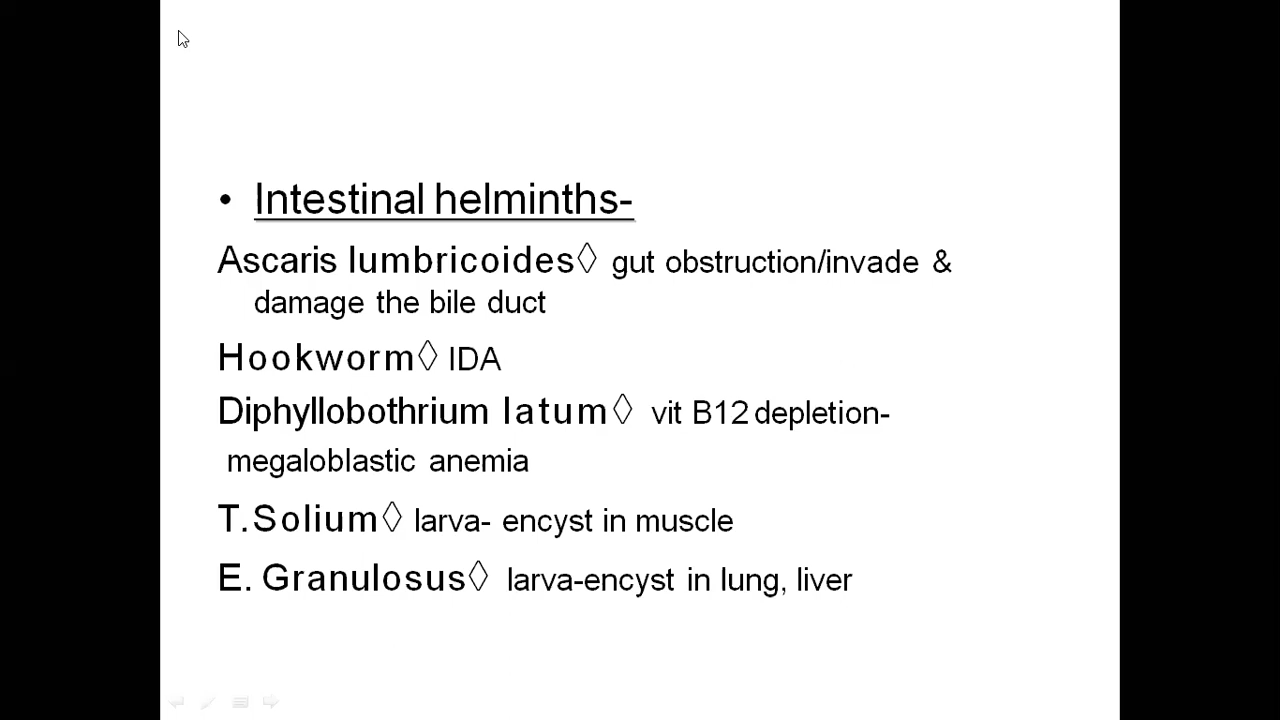 • Intestinal helminths-
Ascaris lumbricoides◊ gut obstruction/invade &
damage the bile duct
Hookworm◊ IDA
Diphyllobothrium latum◊ vit B12 depletion-
megaloblastic anemia
T.Solium◊ larva- encyst in muscle
E. Granulosus◊ larva-encyst in lung, liver